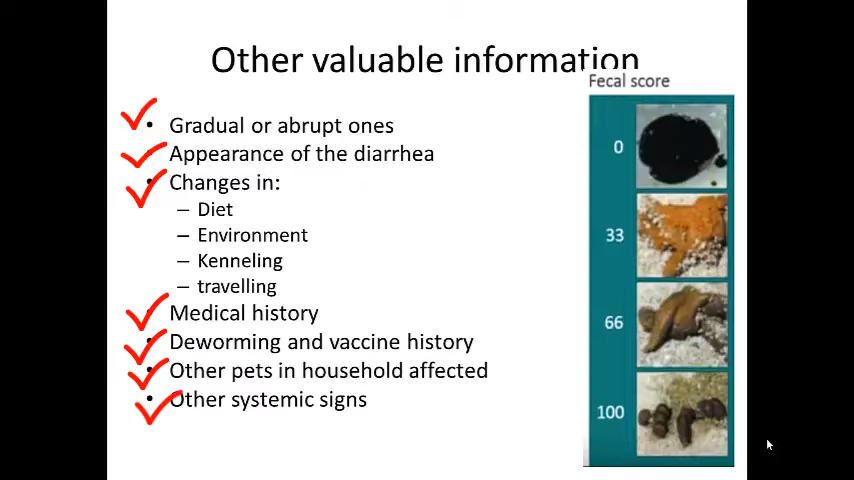 Other valuable information
Fecal score
• Gradual or abrupt ones
• Appearance of the diarrhea
• Changes in:
– Diet
– Environment
– Kenneling
– travelling
• Medical history
• Deworming and vaccine history
• Other pets in household affected
• Other systemic signs
0
33
66
100